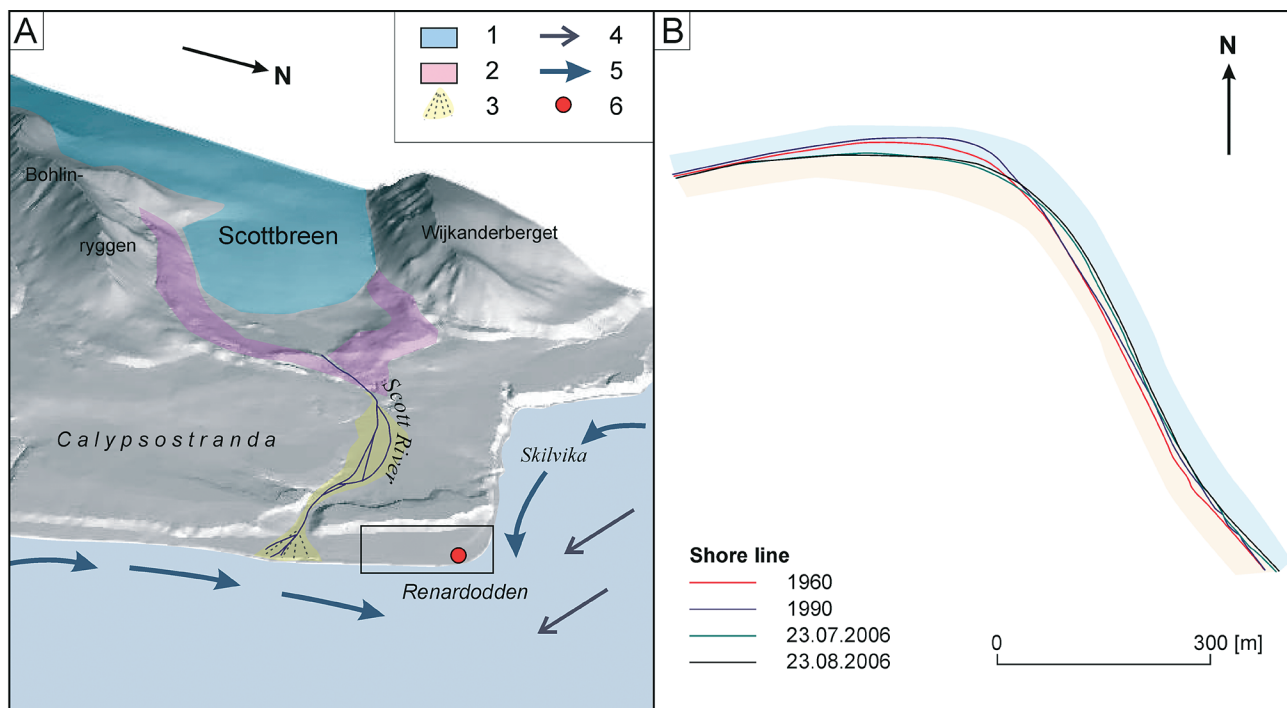 A
N
1
4
2
5
3
6
Bohlin-
ryggen
Scottbreen
Wijkanderberget
Scott River
Calypsostranda
Skilvika
Renardodden
B
N
Shore line
1960
1990
23.07.2006
23.08.2006
0
300 [m]